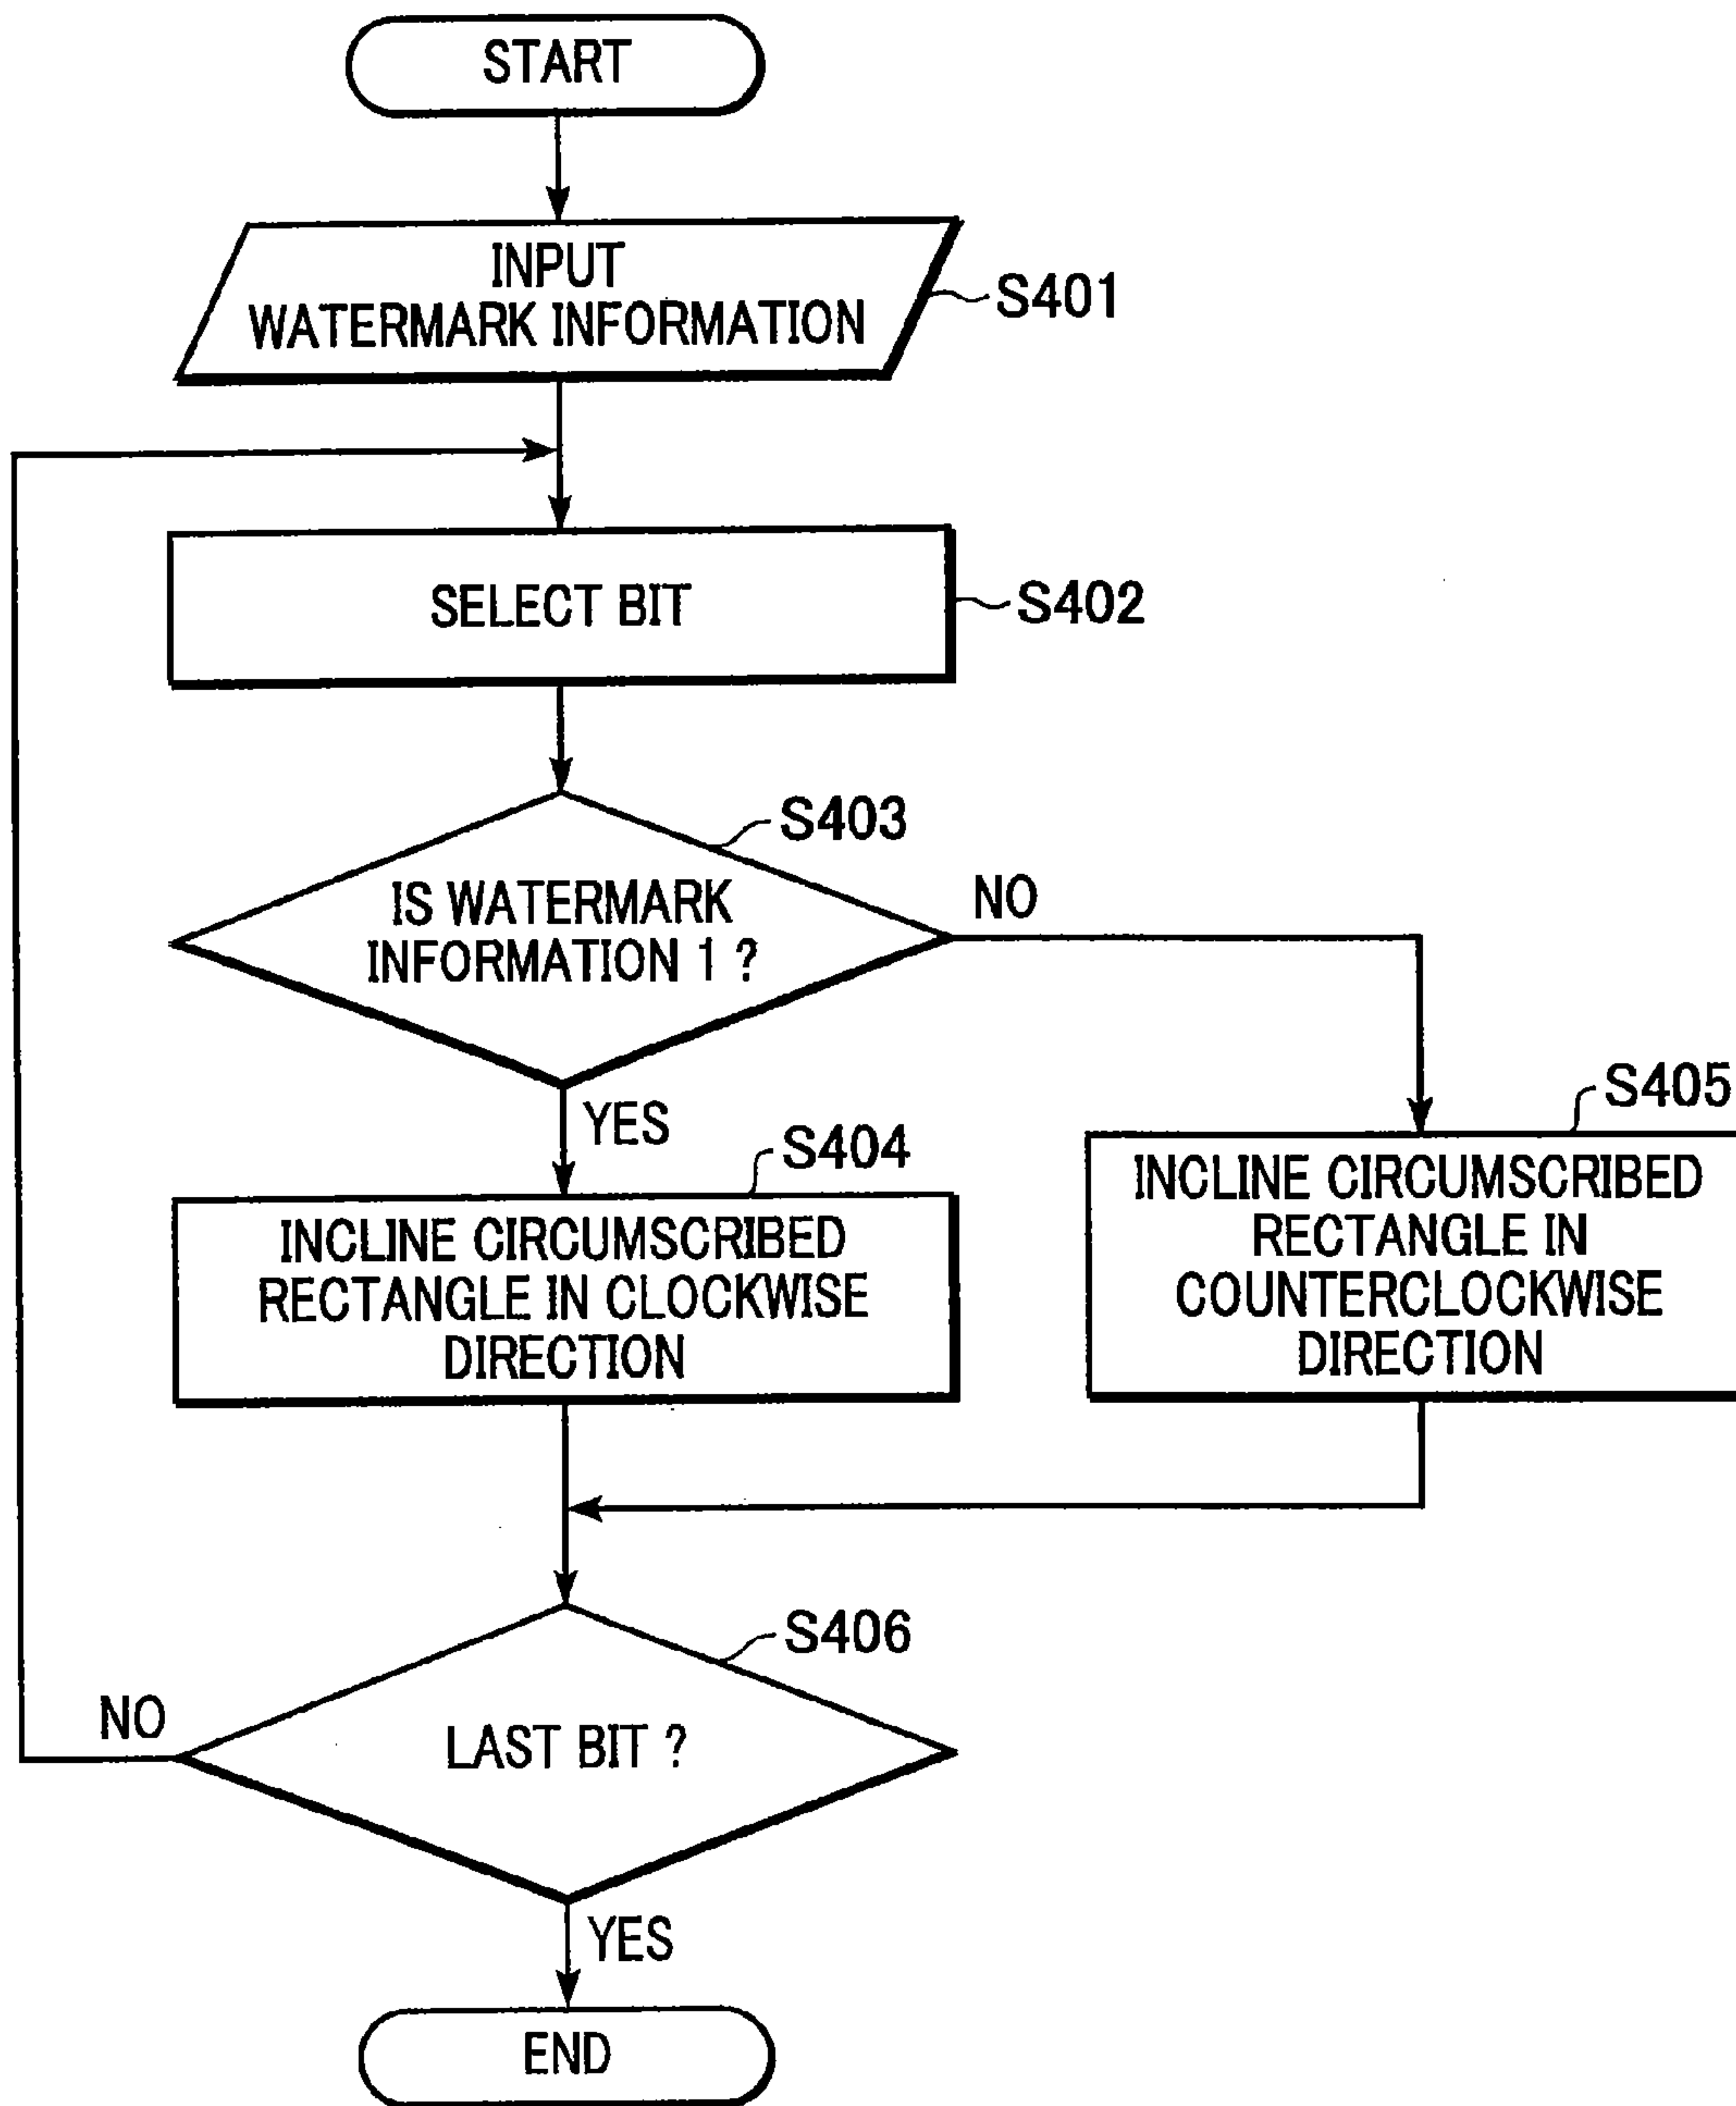 START
INPUT
WATERMARK INFORMATION
S401
SELECT BIT
S402
S403
IS WATERMARK
INFORMATION 1 ?
NO
YES
S404
INCLINE CIRCUMSCRIBED
RECTANGLE IN CLOCKWISE
DIRECTION
S405
INCLINE CIRCUMSCRIBED
RECTANGLE IN
COUNTERCLOCKWISE
DIRECTION
S406
LAST BIT ?
NO
YES
END